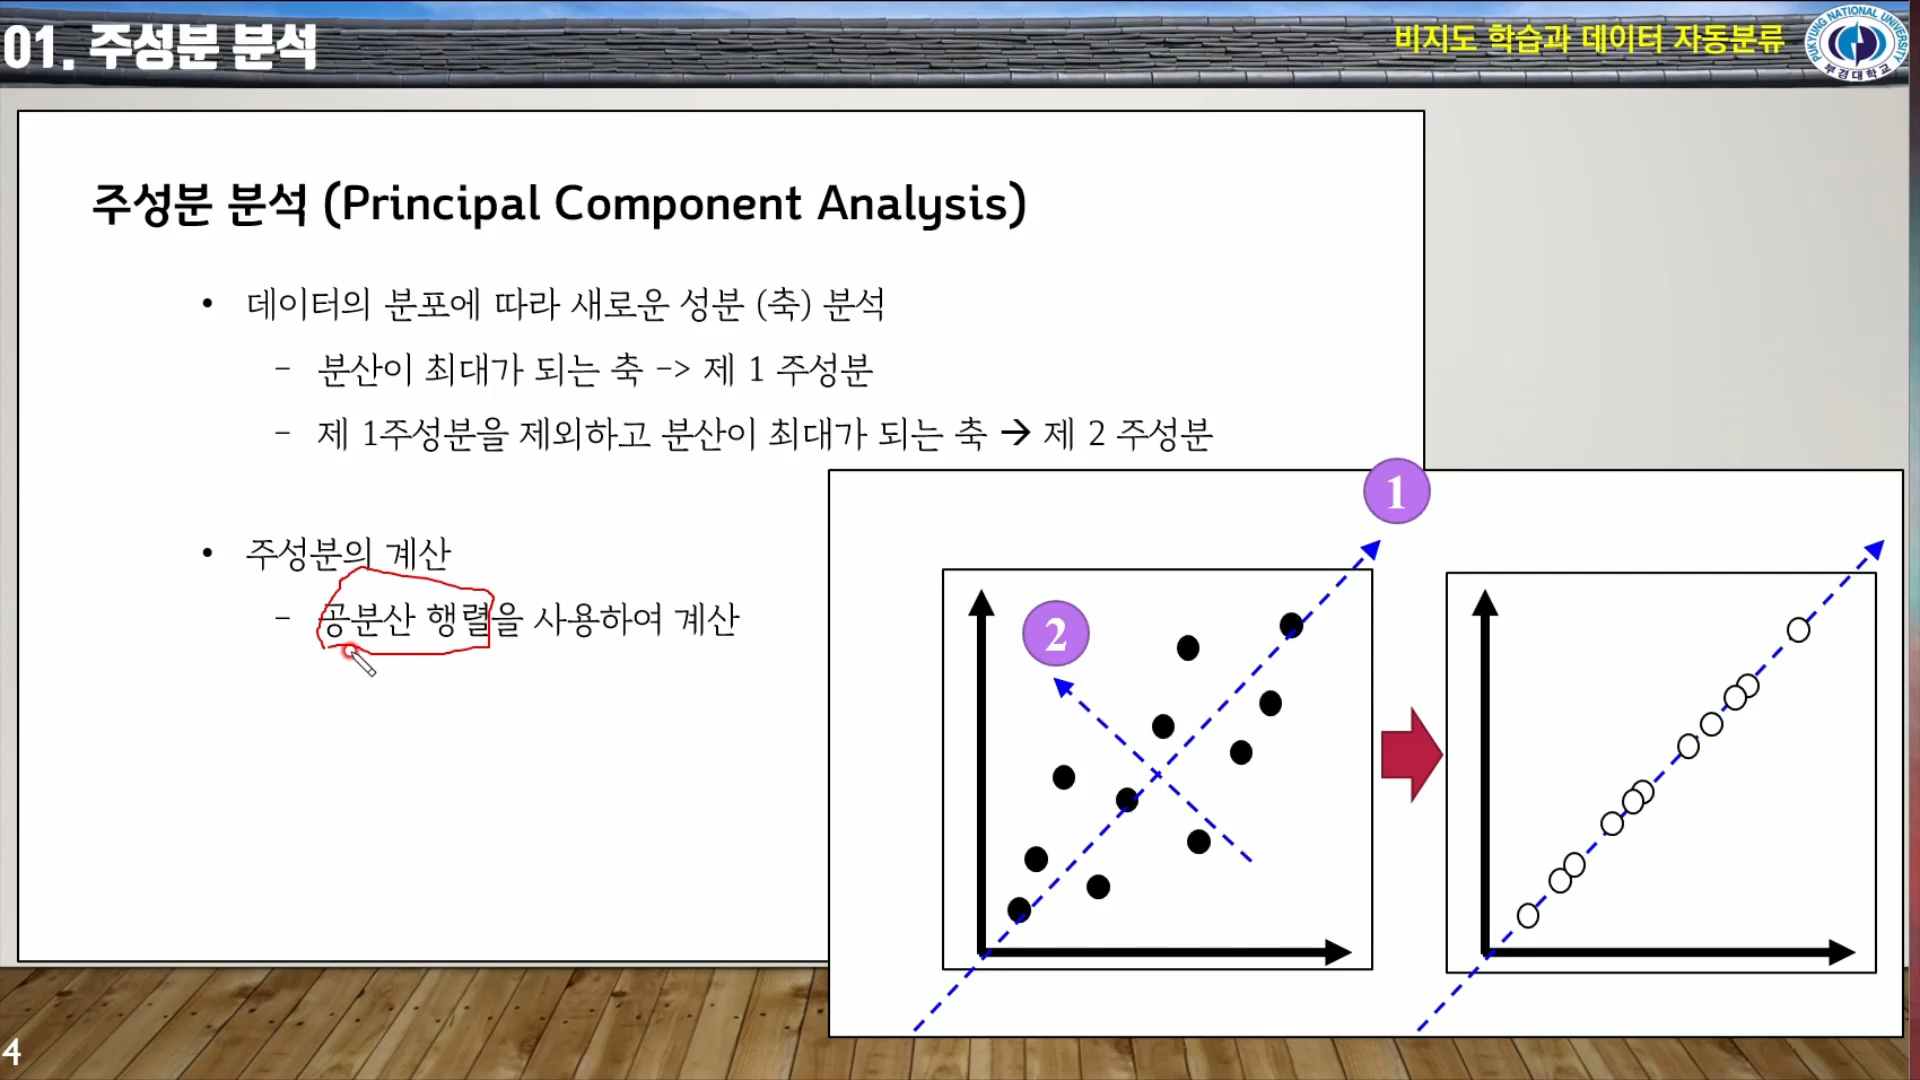 01. 주성분 분석
비지도 학습과 데이터 자동분류
PUKYONG NATIONAL UNIVERSITY
부경대학교
주성분 분석 (Principal Component Analysis)
• 데이터의 분포에 따라 새로운 성분 (축) 분석
- 분산이 최대가 되는 축 -> 제 1 주성분
- 제 1주성분을 제외하고 분산이 최대가 되는 축 → 제 2 주성분
• 주성분의 계산
- 공분산 행렬을 사용하여 계산
1
2
4